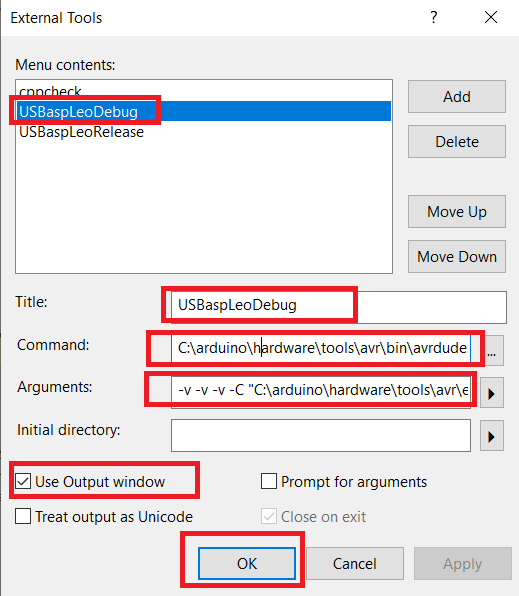 External Tools
?
Menu contents:
cppcheck
USBaspLeoDebug
USBaspLeoRelease
Add
Delete
Move Up
Move Down
Title:
USBaspLeoDebug
Command:
C:\arduino\hardware\tools\avr\bin\avrdude
...
Arguments:
-v -v -v -C "C:\arduino\hardware\tools\avr\e
Initial directory:
Use Output window
Prompt for arguments
Treat output as Unicode
Close on exit
OK
Cancel
Apply